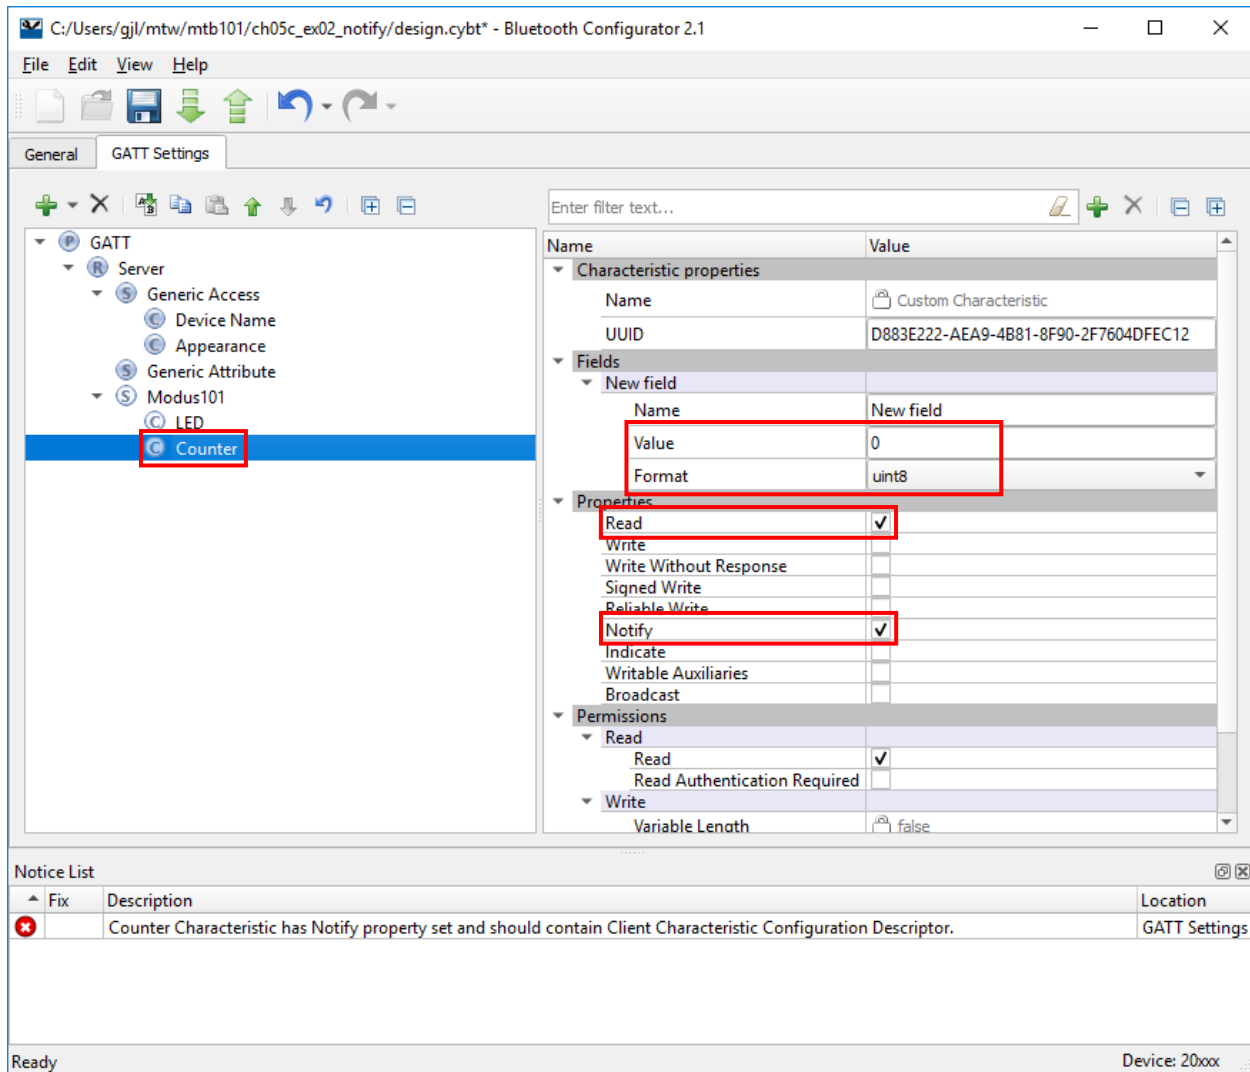 C:/Users/gjl/mtw/mtb101/ch05c_ex02_notify/design.cybt* - Bluetooth Configurator 2.1
File Edit View Help
General GATT Settings
Enter filter text...
GATT
Server
Generic Access
Device Name
Appearance
Generic Attribute
Modus101
LED
Counter
Name Value
Characteristic properties
Name Custom Characteristic
UUID D883E222-AEA9-4B81-8F90-2F7604DFEC12
Fields
New field
Name New field
Value 0
Format uint8
Properties
Read
Write
Write Without Response
Signed Write
Reliable Write
Notify
Indicate
Writable Auxiliaries
Broadcast
Permissions
Read
Read
Read Authentication Required
Write
Variable Length false
Notice List
Fix Description Location
Counter Characteristic has Notify property set and should contain Client Characteristic Configuration Descriptor. GATT Settings
Ready Device: 20xxx